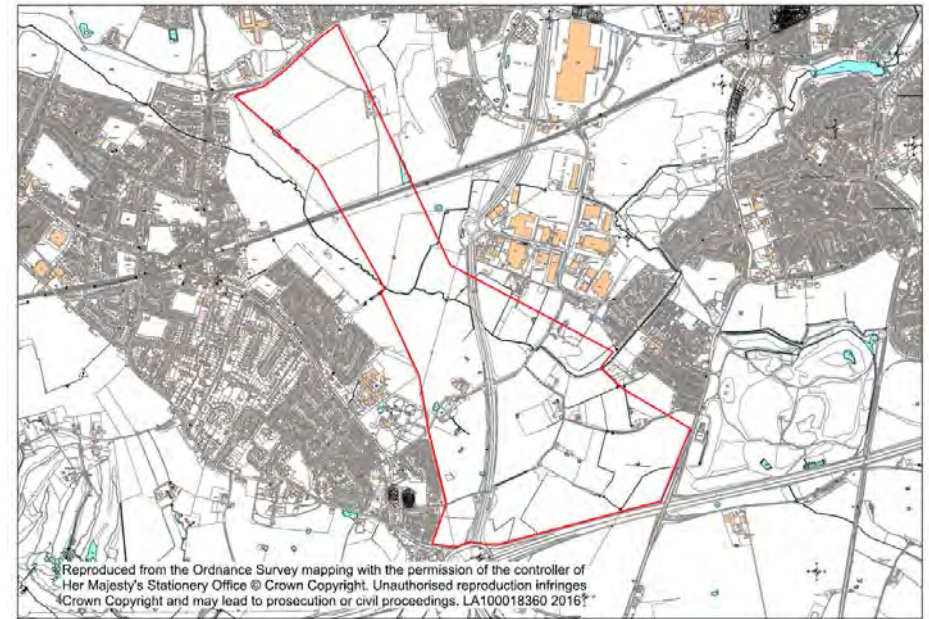 Reproduced from the Ordnance Survey mapping with the permission of the controller of
Her Majesty's Stationery Office © Crown Copyright. Unauthorised reproduction infringes
Crown Copyright and may lead to prosecution or civil proceedings. LA100018360 2016